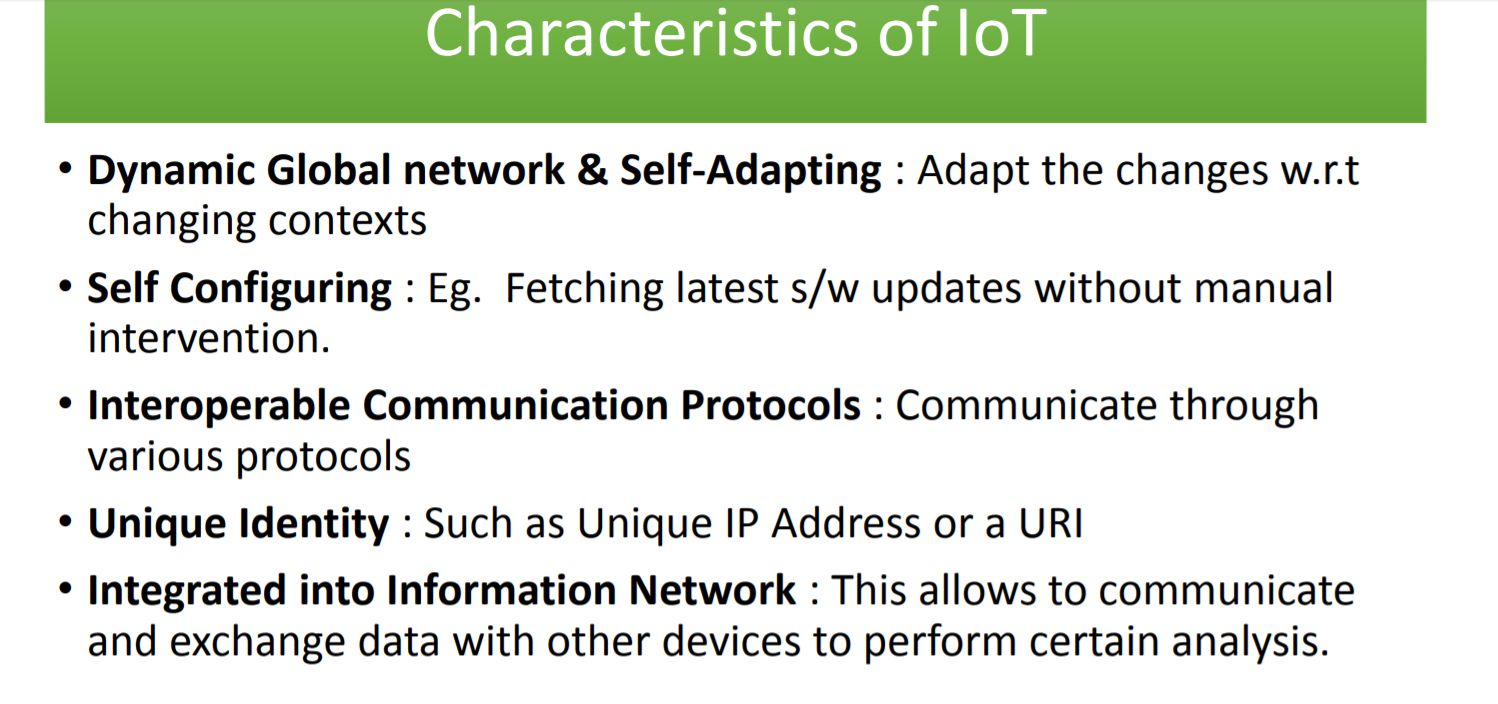 Characteristics of IoT
• Dynamic Global network & Self-Adapting : Adapt the changes w.r.t
changing contexts
• Self Configuring : Eg.  Fetching latest s/w updates without manual
intervention.
• Interoperable Communication Protocols : Communicate through
various protocols
• Unique Identity : Such as Unique IP Address or a URI
• Integrated into Information Network : This allows to communicate
and exchange data with other devices to perform certain analysis.